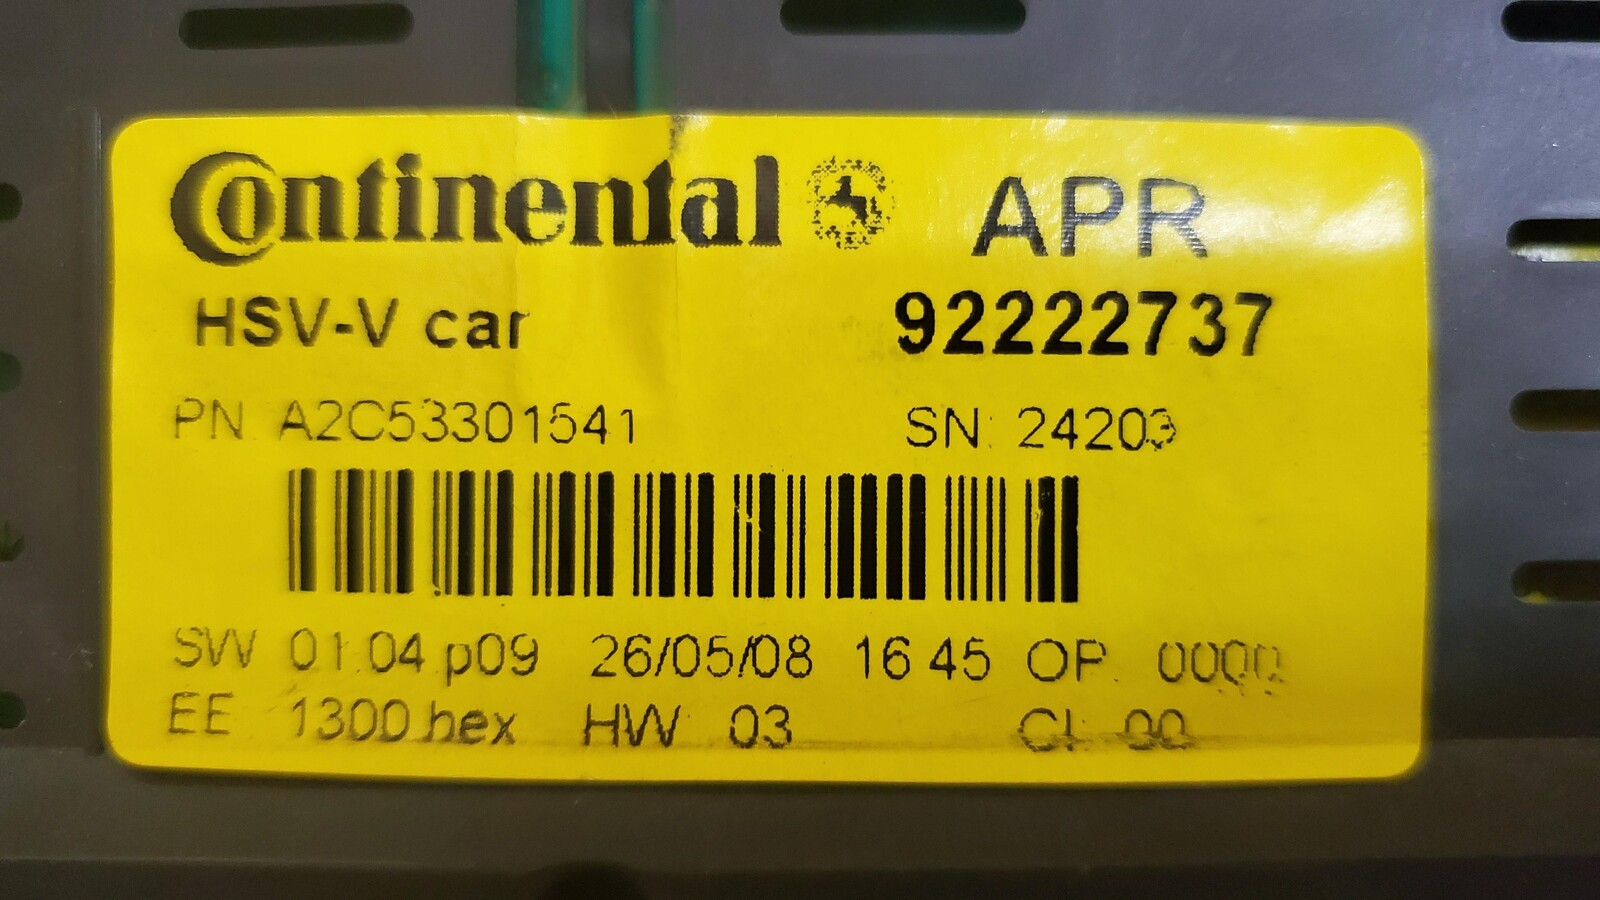 Continental APR
HSV-V car 92222737
PN A2C53301541 SN: 24203
SW 01.04 p09 26/05/08 16 45 OP. 0000
EE 1300 hex HW 03 CI: 00